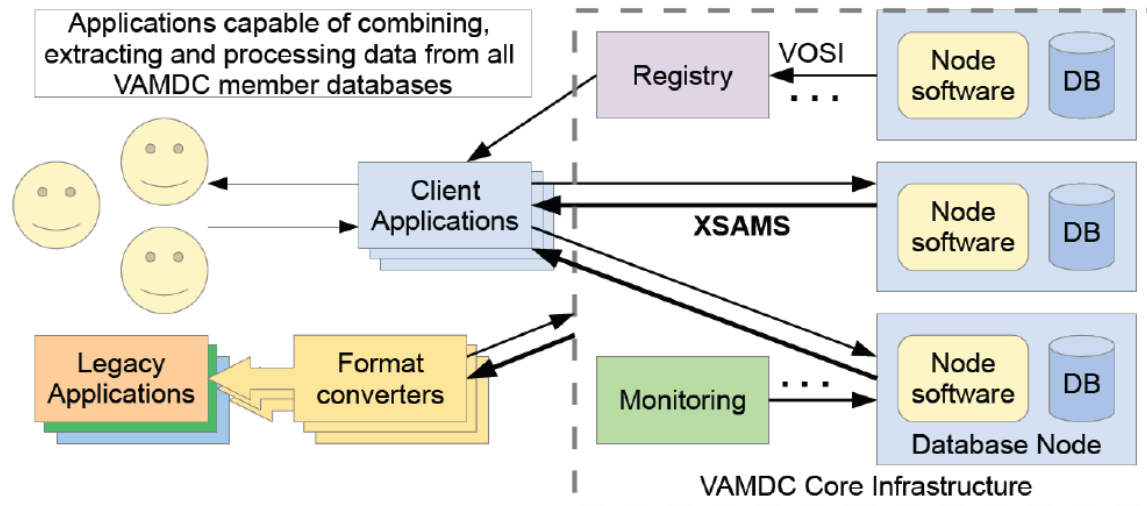 Applications capable of combining,
extracting and processing data from all
VAMDC member databases
Registry
VOSI
. . .
Node
software
DB
Client
Applications
XSAMS
Node
software
DB
Legacy
Applications
Format
converters
Monitoring
. . .
Node
software
DB
Database Node
VAMDC Core Infrastructure